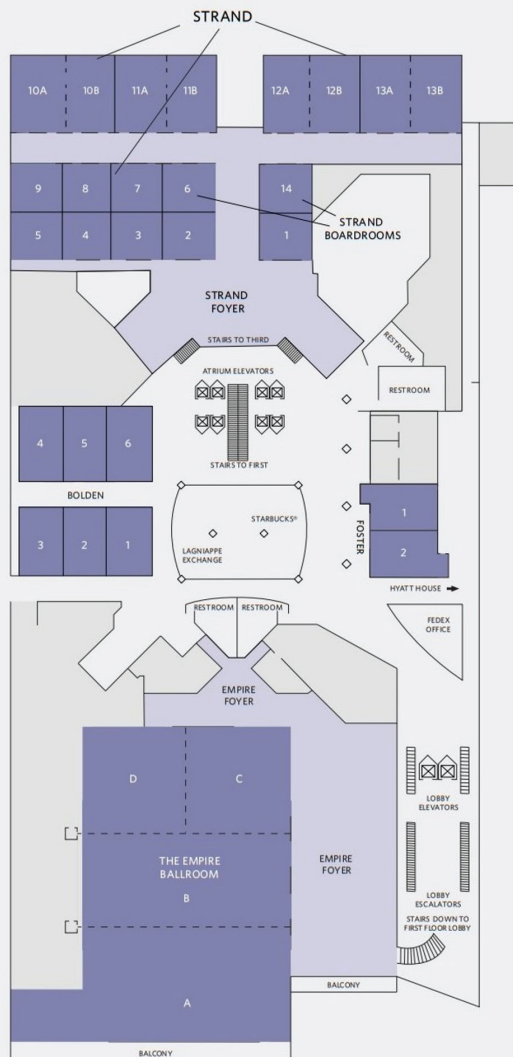 STRAND
10A 10B 11A 11B 12A 12B 13A 13B
9 8 7 6 14
STRAND
BOARDROOMS
5 4 3 2 1
STRAND
FOYER
STAIRS TO THIRD
RESTROOM
ATRIUM ELEVATORS
RESTROOM
4 5 6
STAIRS TO FIRST
BOLDEN
3 2 1
STARBUCKS®
LAGNIAPPE
EXCHANGE
FOSTER
1
2
HYATT HOUSE
RESTROOM RESTROOM
FEDEX
OFFICE
EMPIRE
FOYER
D C
LOBBY
ELEVATORS
THE EMPIRE
BALLROOM
EMPIRE
FOYER
B
LOBBY
ESCALATORS
STAIRS DOWN TO
FIRST FLOOR LOBBY
BALCONY
A
BALCONY